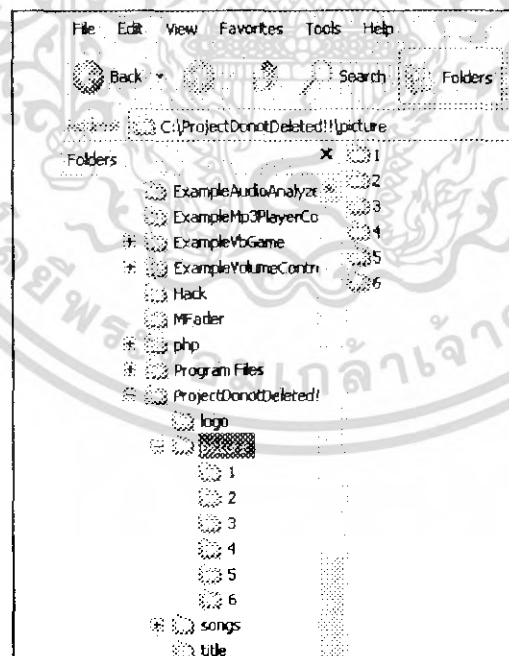 File Edit View Favorites Tools Help
Back Search Folders
C:\ProjectDonotDeleted!!\picture
Folders
ExampleAudioAnalyze
ExampleMp3PlayerCo
ExampleVbGame
ExampleVolumeContr
Hack
MFader
php
Program Files
ProjectDonotDeleted!
logo
1
2
3
4
5
6
songs
title
1
2
3
4
5
6